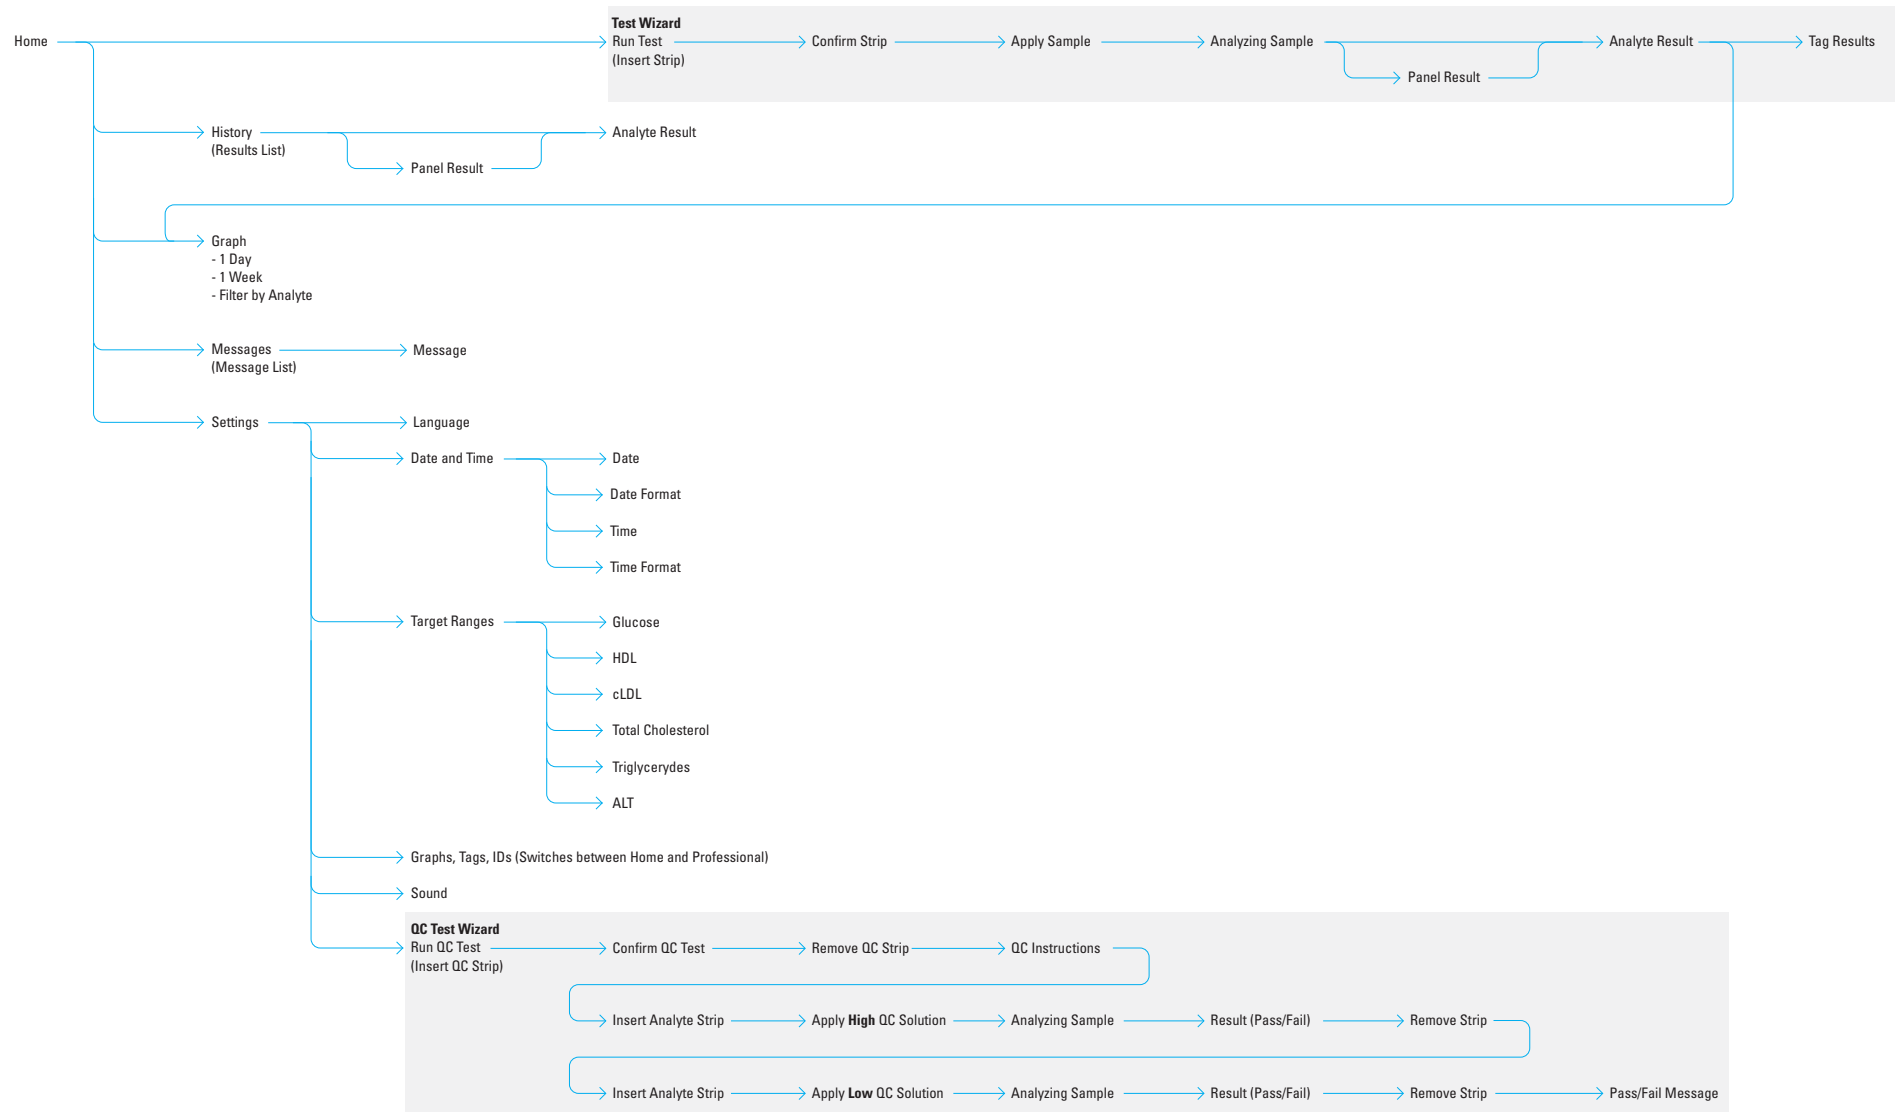 Test Wizard
Home
Run Test
(Insert Strip)
Confirm Strip
Apply Sample
Analyzing Sample
Panel Result
Analyte Result
Tag Results
History
(Results List)
Panel Result
Analyte Result
Graph
- 1 Day
- 1 Week
- Filter by Analyte
Messages
(Message List)
Message
Settings
Language
Date and Time
Date
Date Format
Time
Time Format
Target Ranges
Glucose
HDL
cLDL
Total Cholesterol
Triglycerydes
ALT
Graphs, Tags, IDs (Switches between Home and Professional)
Sound
QC Test Wizard
Run QC Test
(Insert QC Strip)
Confirm QC Test
Remove QC Strip
QC Instructions
Insert Analyte Strip
Apply High QC Solution
Analyzing Sample
Result (Pass/Fail)
Remove Strip
Insert Analyte Strip
Apply Low QC Solution
Analyzing Sample
Result (Pass/Fail)
Remove Strip
Pass/Fail Message